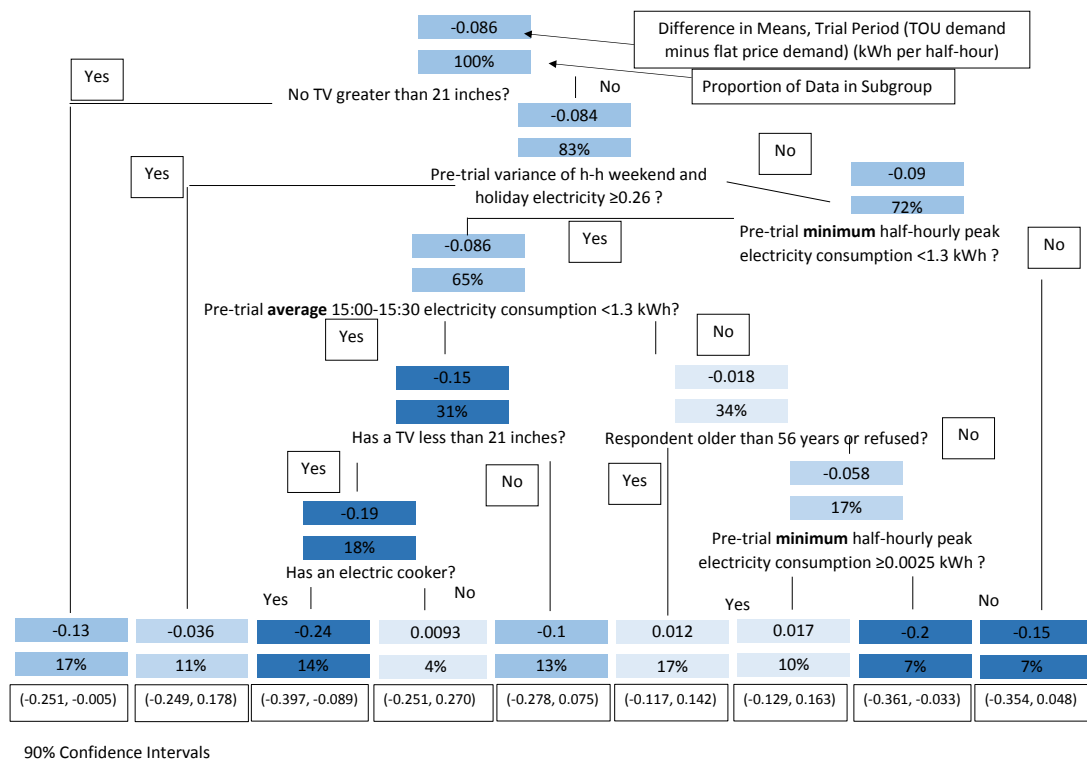 -0.086
Difference in Means, Trial Period (TOU demand
minus flat price demand) (kWh per half-hour)
100%
Proportion of Data in Subgroup
Yes
No TV greater than 21 inches?
No
-0.084
83%
Yes
Pre-trial variance of h-h weekend and
holiday electricity ≥0.26 ?
No
-0.09
72%
Pre-trial minimum half-hourly peak
electricity consumption <1.3 kWh ?
Yes
No
-0.086
65%
Pre-trial average 15:00-15:30 electricity consumption <1.3 kWh?
Yes
No
-0.15
31%
Has a TV less than 21 inches?
-0.018
34%
Respondent older than 56 years or refused?
No
Yes
No
Yes
-0.058
17%
-0.19
18%
Has an electric cooker?
Pre-trial minimum half-hourly peak
electricity consumption ≥0.0025 kWh ?
Yes
No
Yes
No
-0.13 -0.036 -0.24 0.0093 -0.1 0.012 0.017 -0.2 -0.15
17% 11% 14% 4% 13% 17% 10% 7% 7%
(-0.251, -0.005) (-0.249, 0.178) (-0.397, -0.089) (-0.251, 0.270) (-0.278, 0.075) (-0.117, 0.142) (-0.129, 0.163) (-0.361, -0.033) (-0.354, 0.048)
90% Confidence Intervals